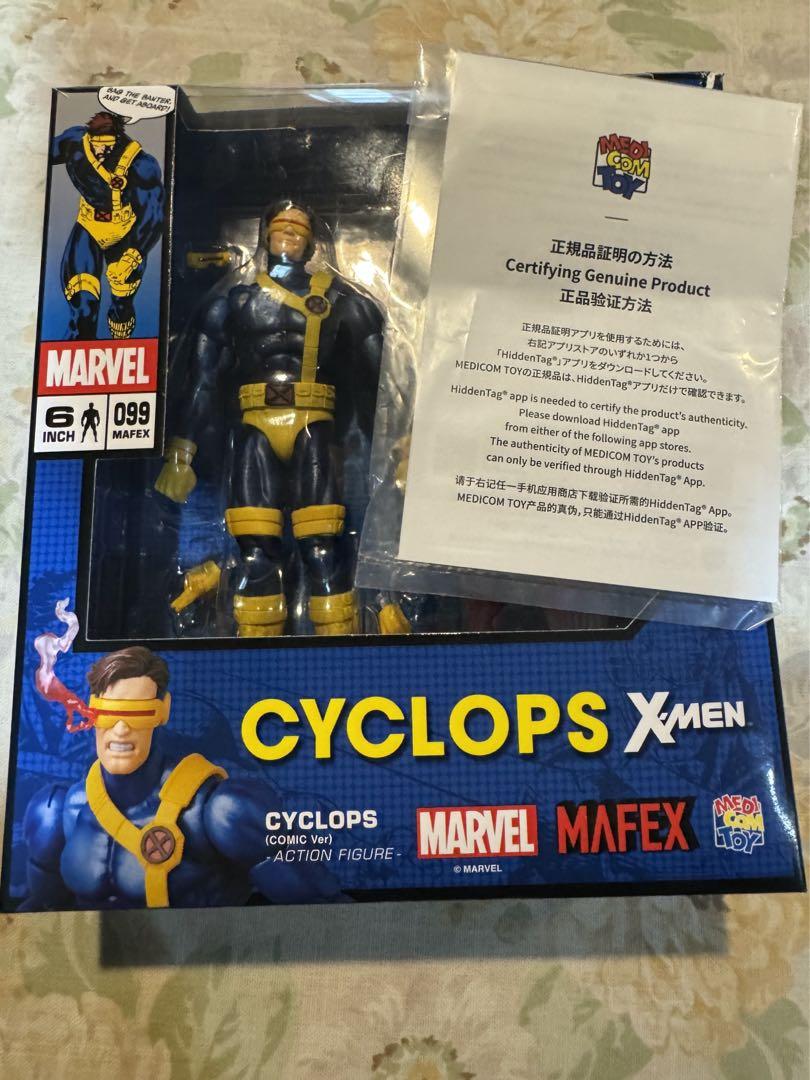 BAG THE BANTER,
AND GET ABOARD!
MARVEL
6
INCH
099
MAFEX
MEDI
COM
TOY
正規品証明の方法
Certifying Genuine Product
正品验证方法
正規品証明アプリを使用するためには、
右記アプリストアのいずれか1つから
「HiddenTag®」アプリをダウンロードしてください。
MEDICOM TOYの正規品は、HiddenTag®アプリだけで確認できます。
HiddenTag® app is needed to certify the product's authenticity.
Please download HiddenTag® app
from either of the following app stores.
The authenticity of MEDICOM TOY's products
can only be verified through HiddenTag® App.
请于右记任一手机应用商店下载验证所需的HiddenTag® App。
MEDICOM TOY产品的真伪，只能通过HiddenTag® APP验证。
CYCLOPS X-MEN™
CYCLOPS
(COMIC Ver)
-ACTION FIGURE-
MARVEL
© MARVEL
MAFEX
MEDI
COM
TOY